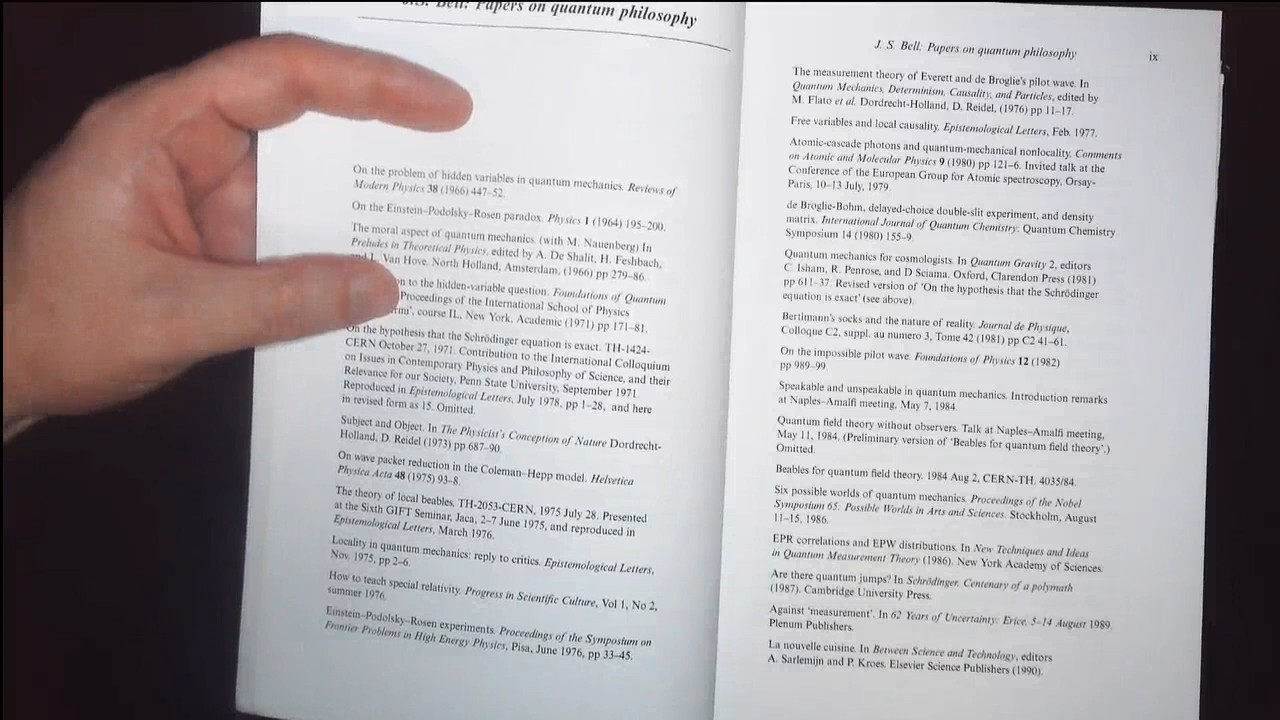 J.S. Bell: Papers on quantum philosophy
On the problem of hidden variables in quantum mechanics. Reviews of
Modern Physics 38 (1966) 447–52.
On the Einstein–Podolsky–Rosen paradox. Physics 1 (1964) 195–200.
The moral aspect of quantum mechanics. (with M. Nauenberg) In
Preludes in Theoretical Physics, edited by A. De Shalit, H. Feshbach,
L. Van Hove. North Holland, Amsterdam, (1966) pp 279–86.
to the hidden-variable question. Foundations of Quantum
Proceedings of the International School of Physics
course IL, New York, Academic (1971) pp 171–81.
On the hypothesis that the Schrödinger equation is exact. TH-1424-
CERN October 27, 1971. Contribution to the International Colloquium
on Issues in Contemporary Physics and Philosophy of Science, and their
Relevance for our Society, Penn State University, September 1971.
Reproduced in Epistemological Letters, July 1978, pp 1–28, and here
in revised form as 15. Omitted.
Subject and Object. In The Physicist's Conception of Nature Dordrecht-
Holland, D. Reidel (1973) pp 687–90.
On wave packet reduction in the Coleman–Hepp model. Helvetica
Physica Acta 48 (1975) 93–8.
The theory of local beables. TH-2053-CERN, 1975 July 28. Presented
at the Sixth GIFT Seminar, Jaca, 2–7 June 1975, and reproduced in
Epistemological Letters, March 1976.
Locality in quantum mechanics: reply to critics. Epistemological Letters,
Nov. 1975, pp 2–6.
How to teach special relativity. Progress in Scientific Culture, Vol 1, No 2,
summer 1976.
Einstein–Podolsky–Rosen experiments. Proceedings of the Symposium on
Frontier Problems in High Energy Physics, Pisa, June 1976, pp 33–45.
J. S. Bell: Papers on quantum philosophy ix
The measurement theory of Everett and de Broglie's pilot wave. In
Quantum Mechanics, Determinism, Causality, and Particles, edited by
M. Flato et al. Dordrecht-Holland, D. Reidel, (1976) pp 11–17.
Free variables and local causality. Epistemological Letters, Feb. 1977.
Atomic-cascade photons and quantum-mechanical nonlocality. Comments
on Atomic and Molecular Physics 9 (1980) pp 121–6. Invited talk at the
Conference of the European Group for Atomic spectroscopy, Orsay-
Paris, 10–13 July, 1979.
de Broglie-Bohm, delayed-choice double-slit experiment, and density
matrix. International Journal of Quantum Chemistry: Quantum Chemistry
Symposium 14 (1980) 155–9.
Quantum mechanics for cosmologists. In Quantum Gravity 2, editors
C. Isham, R. Penrose, and D Sciama. Oxford, Clarendon Press (1981)
pp 611–37. Revised version of 'On the hypothesis that the Schrödinger
equation is exact' (see above).
Bertlmann's socks and the nature of reality. Journal de Physique,
Colloque C2, suppl. au numero 3, Tome 42 (1981) pp C2 41–61.
On the impossible pilot wave. Foundations of Physics 12 (1982)
pp 989–99.
Speakable and unspeakable in quantum mechanics. Introduction remarks
at Naples–Amalfi meeting, May 7, 1984.
Quantum field theory without observers. Talk at Naples–Amalfi meeting,
May 11, 1984. (Preliminary version of 'Beables for quantum field theory'.)
Omitted.
Beables for quantum field theory. 1984 Aug 2, CERN-TH. 4035/84.
Six possible worlds of quantum mechanics. Proceedings of the Nobel
Symposium 65: Possible Worlds in Arts and Sciences. Stockholm, August
11–15, 1986.
EPR correlations and EPW distributions. In New Techniques and Ideas
in Quantum Measurement Theory (1986). New York Academy of Sciences.
Are there quantum jumps? In Schrödinger. Centenary of a polymath
(1987). Cambridge University Press.
Against 'measurement'. In 62 Years of Uncertainty: Erice, 5–14 August 1989.
Plenum Publishers.
La nouvelle cuisine. In Between Science and Technology, editors
A. Sarlemijn and P. Kroes. Elsevier Science Publishers (1990).